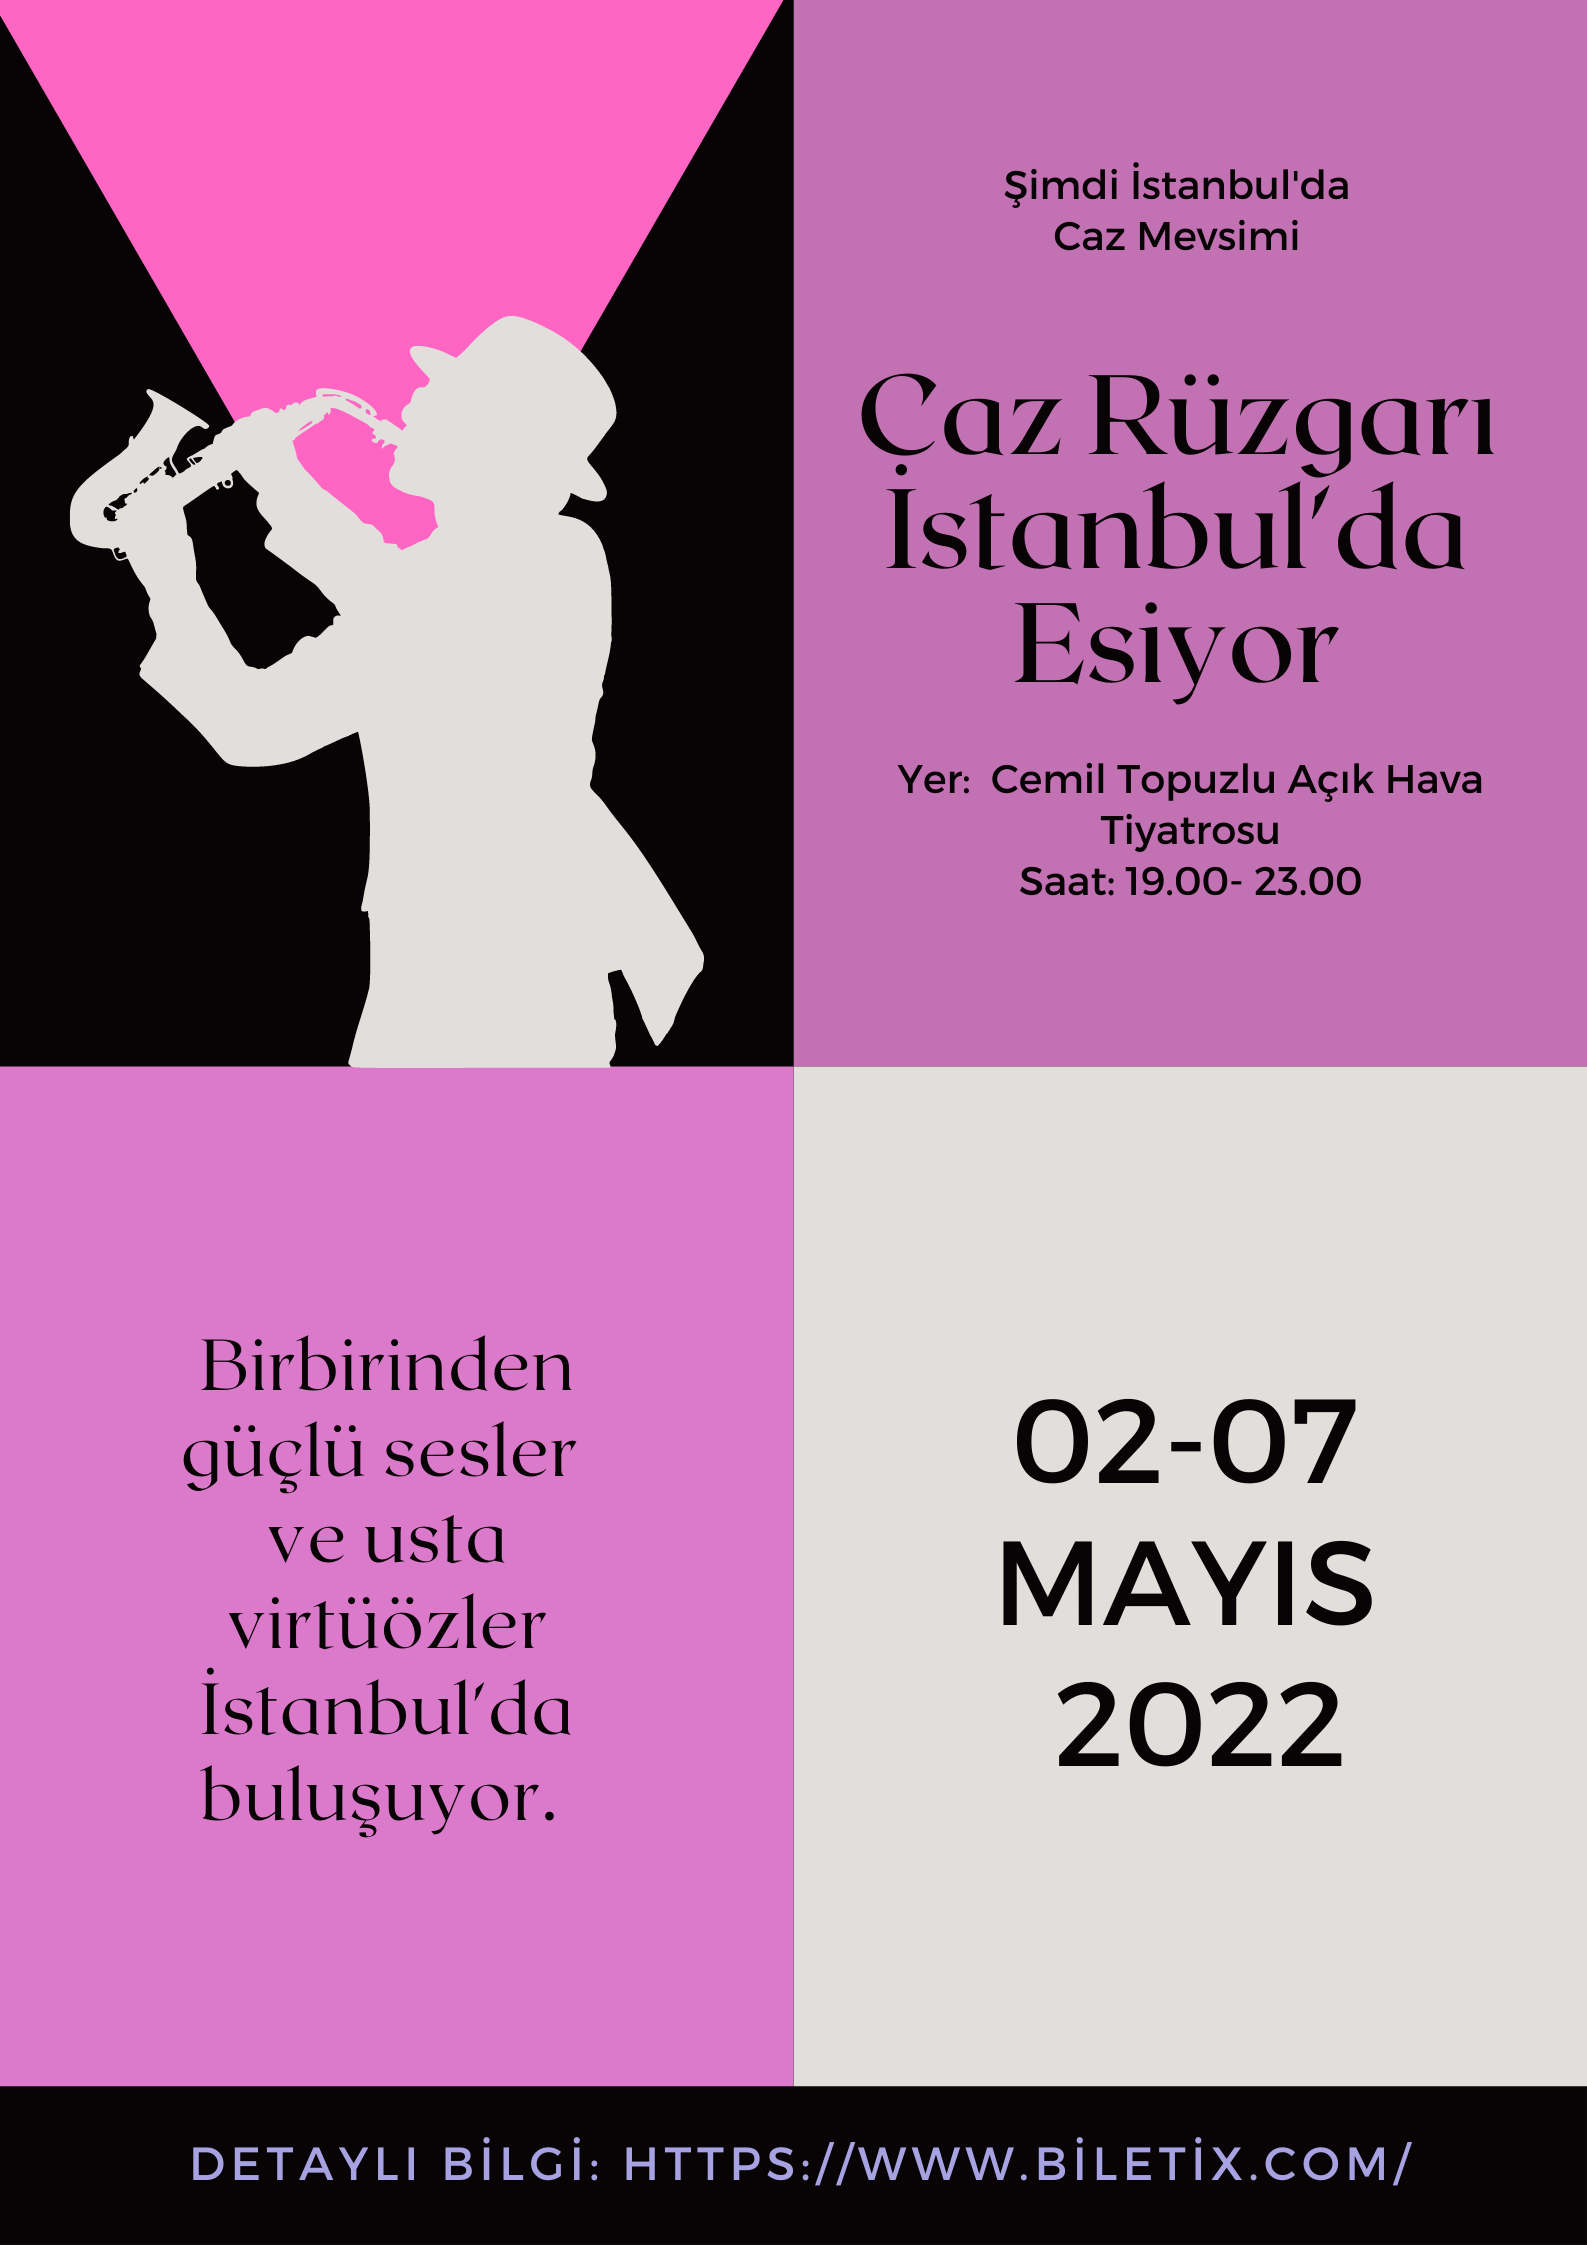 Şimdi İstanbul'da
Caz Mevsimi
Caz Rüzgarı
İstanbul'da
Esiyor
Yer: Cemil Topuzlu Açık Hava
Tiyatrosu
Saat: 19.00- 23.00
Birbirinden
güçlü sesler
ve usta
virtüözler
İstanbul'da
buluşuyor.
02-07
MAYIS
2022
DETAYLI BİLGİ: HTTPS://WWW.BİLETİX.COM/